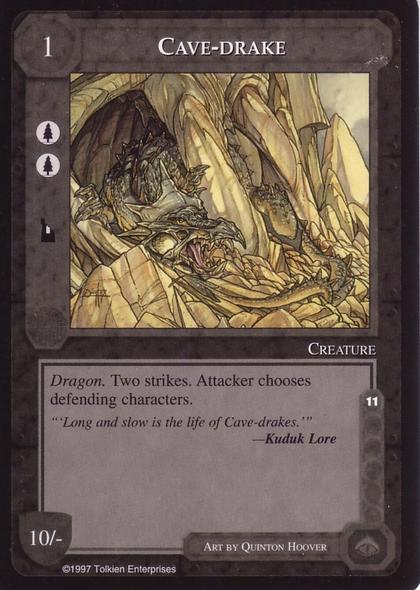 1
CAVE-DRAKE
CREATURE
Dragon. Two strikes. Attacker chooses
defending characters.
“‘Long and slow is the life of Cave-drakes.’”
—Kuduk Lore
11
10/-
ART BY QUINTON HOOVER
©1997 Tolkien Enterprises